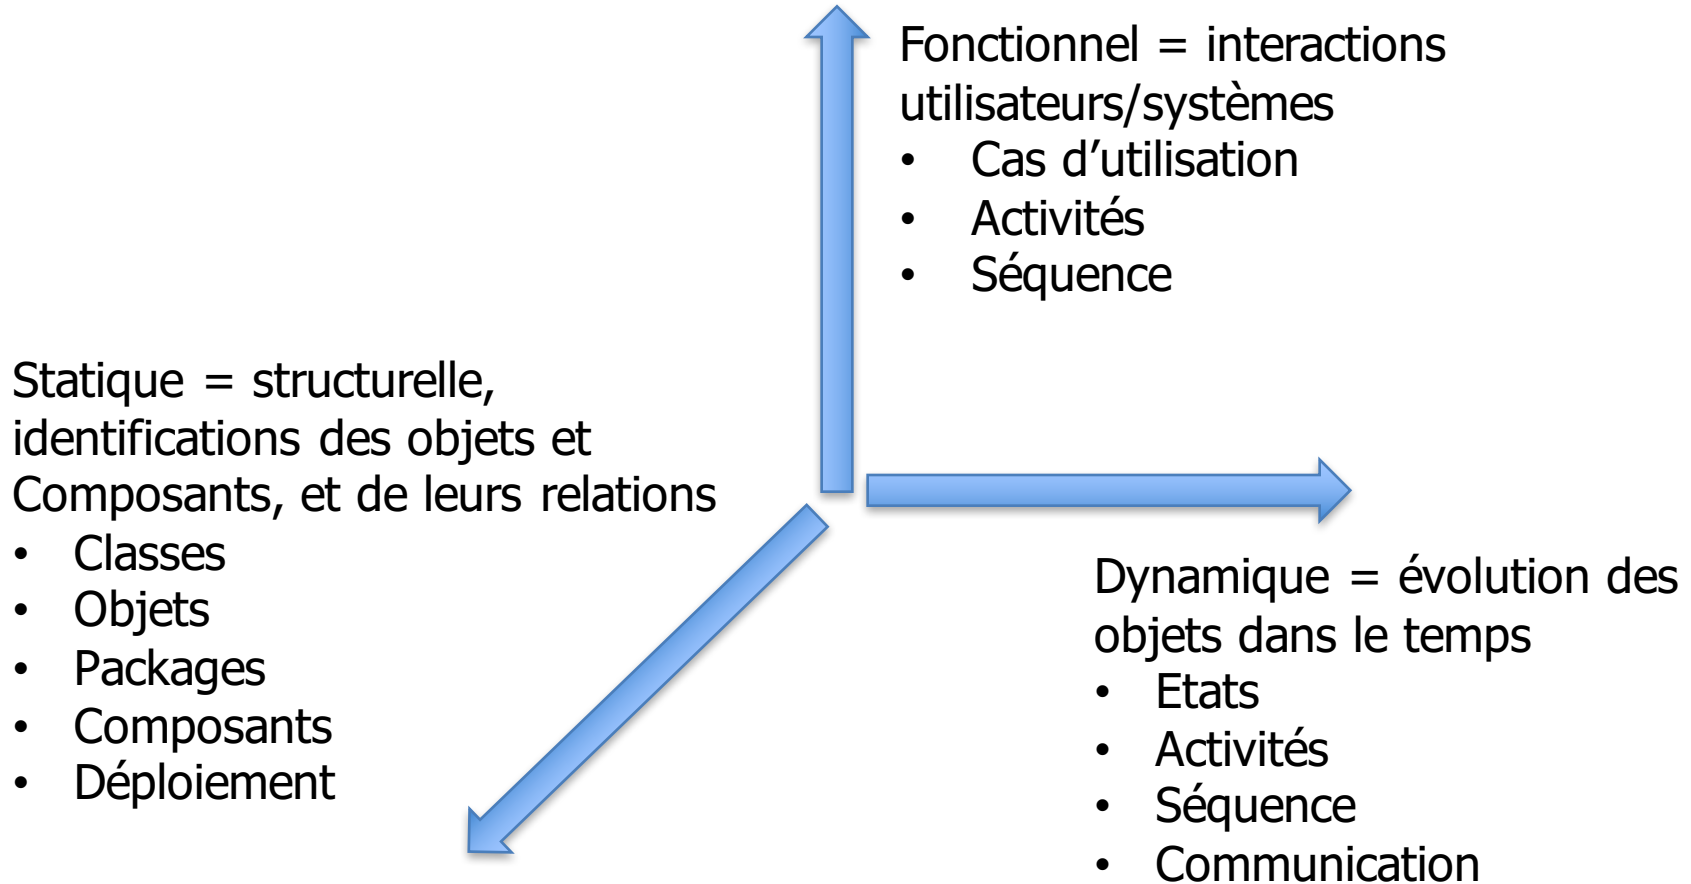 Fonctionnel = interactions
utilisateurs/systèmes
• Cas d’utilisation
• Activités
• Séquence
Statique = structurelle,
identifications des objets et
Composants, et de leurs relations
• Classes
• Objets
• Packages
• Composants
• Déploiement
Dynamique = évolution des
objets dans le temps
• Etats
• Activités
• Séquence
• Communication